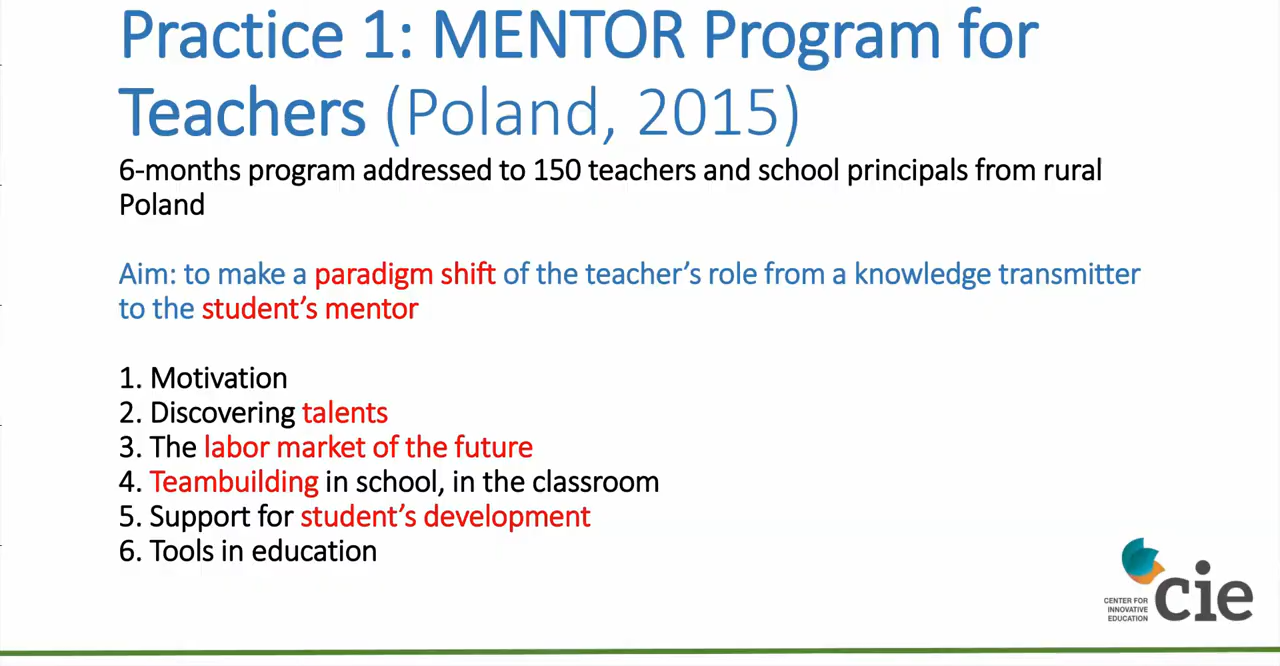 Practice 1: MENTOR Program for
Teachers (Poland, 2015)
6-months program addressed to 150 teachers and school principals from rural
Poland
Aim: to make a paradigm shift of the teacher’s role from a knowledge transmitter
to the student’s mentor
1. Motivation
2. Discovering talents
3. The labor market of the future
4. Teambuilding in school, in the classroom
5. Support for student’s development
6. Tools in education
CENTER FOR
INNOVATIVE
EDUCATION
cie